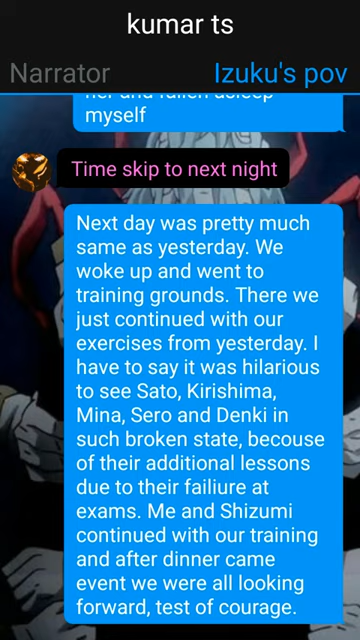 kumar ts
Narrator
Izuku's pov
her and fallen asleep
myself
Time skip to next night
Next day was pretty much
same as yesterday. We
woke up and went to
training grounds. There we
just continued with our
exercises from yesterday. I
have to say it was hilarious
to see Sato, Kirishima,
Mina, Sero and Denki in
such broken state, becouse
of their additional lessons
due to their failiure at
exams. Me and Shizumi
continued with our training
and after dinner came
event we were all looking
forward, test of courage.